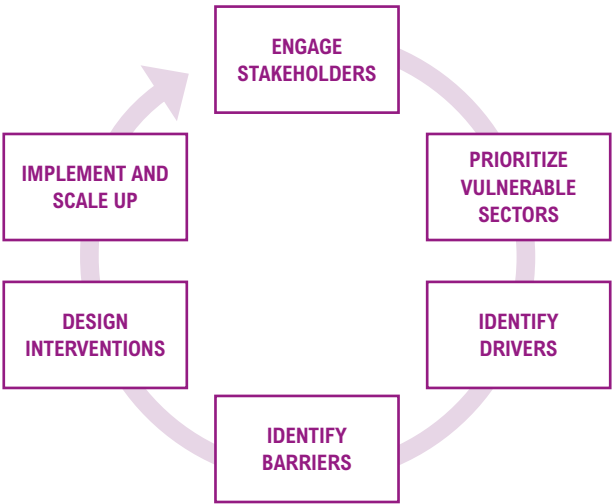 ENGAGE
STAKEHOLDERS
PRIORITIZE
VULNERABLE
SECTORS
IDENTIFY
DRIVERS
IDENTIFY
BARRIERS
DESIGN
INTERVENTIONS
IMPLEMENT AND
SCALE UP